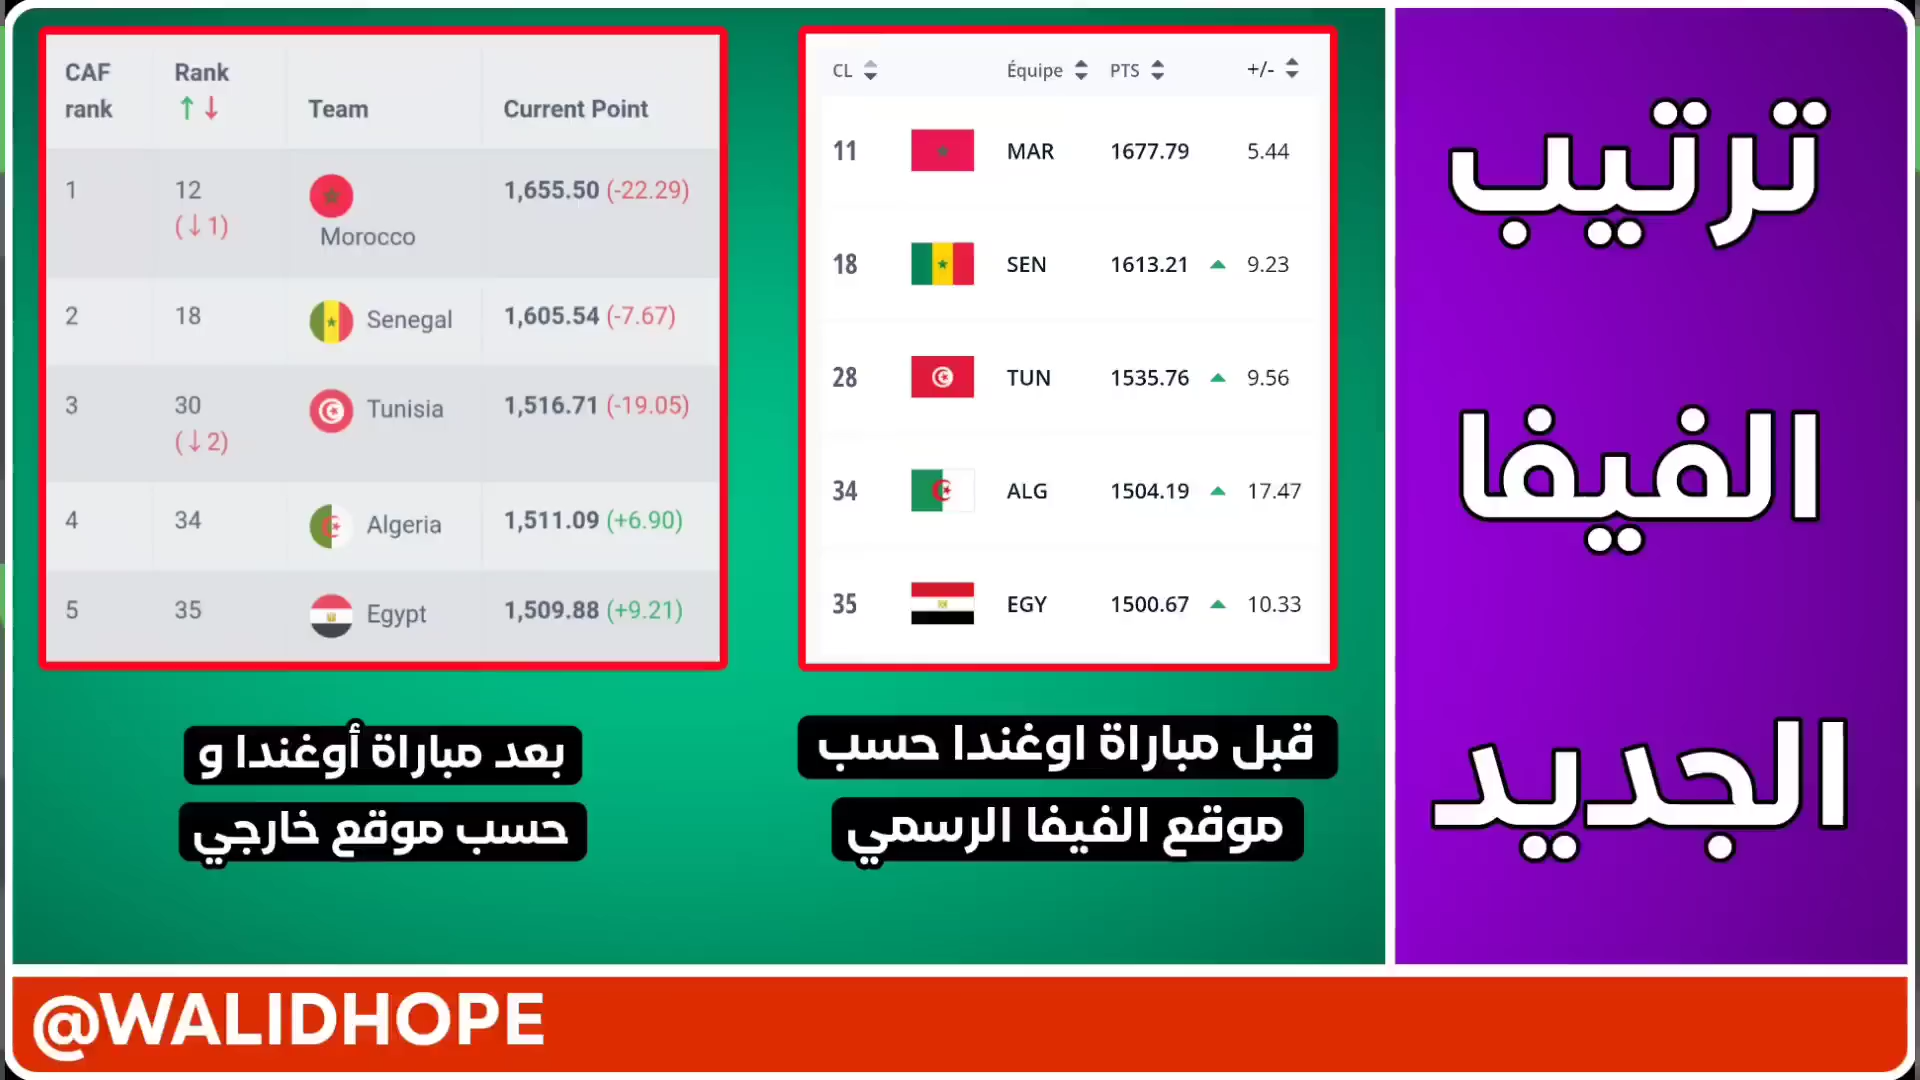 ترتيب
الفيفا
الجديد
CL Équipe PTS +/-
11 MAR 1677.79 5.44
18 SEN 1613.21 9.23
28 TUN 1535.76 9.56
34 ALG 1504.19 17.47
35 EGY 1500.67 10.33
قبل مباراة اوغندا حسب
موقع الفيفا الرسمي
CAF rank Rank ↑↓ Team Current Point
1 12 (↓1) Morocco 1,655.50 (-22.29)
2 18 Senegal 1,605.54 (-7.67)
3 30 (↓2) Tunisia 1,516.71 (-19.05)
4 34 Algeria 1,511.09 (+6.90)
5 35 Egypt 1,509.88 (+9.21)
بعد مباراة أوغندا و
حسب موقع خارجي
@WALIDHOPE